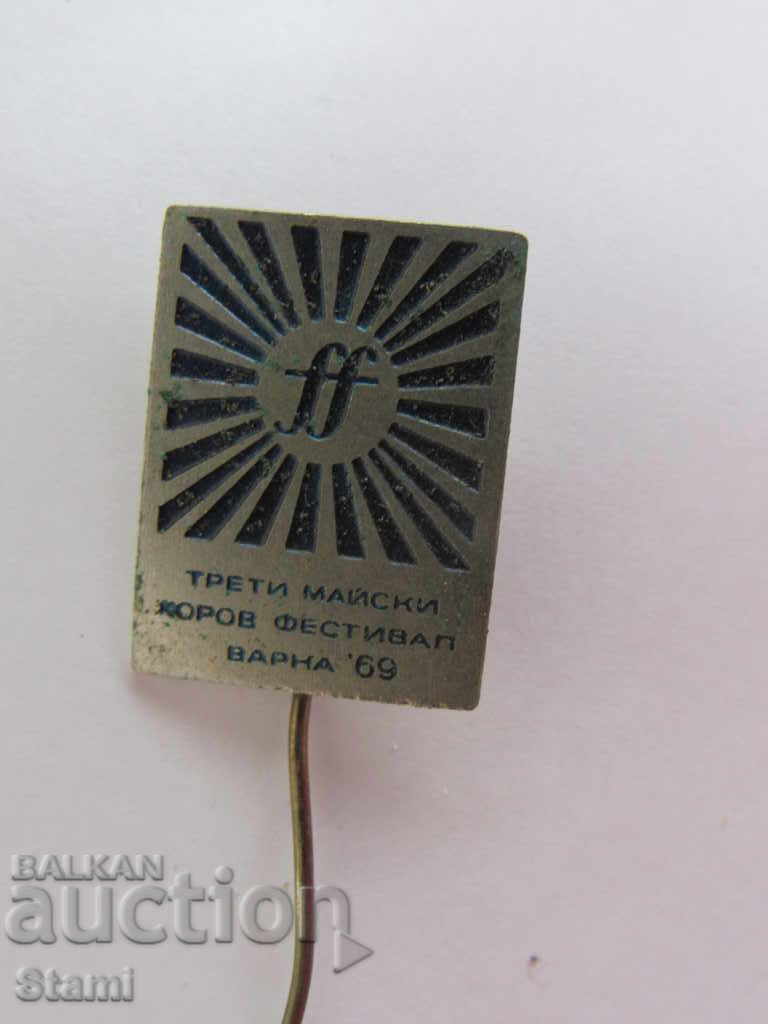 ff
ТРЕТИ МАЙСКИ
ХОРОВ ФЕСТИВАЛ
ВАРНА '69
BALKAN
auction
Stami